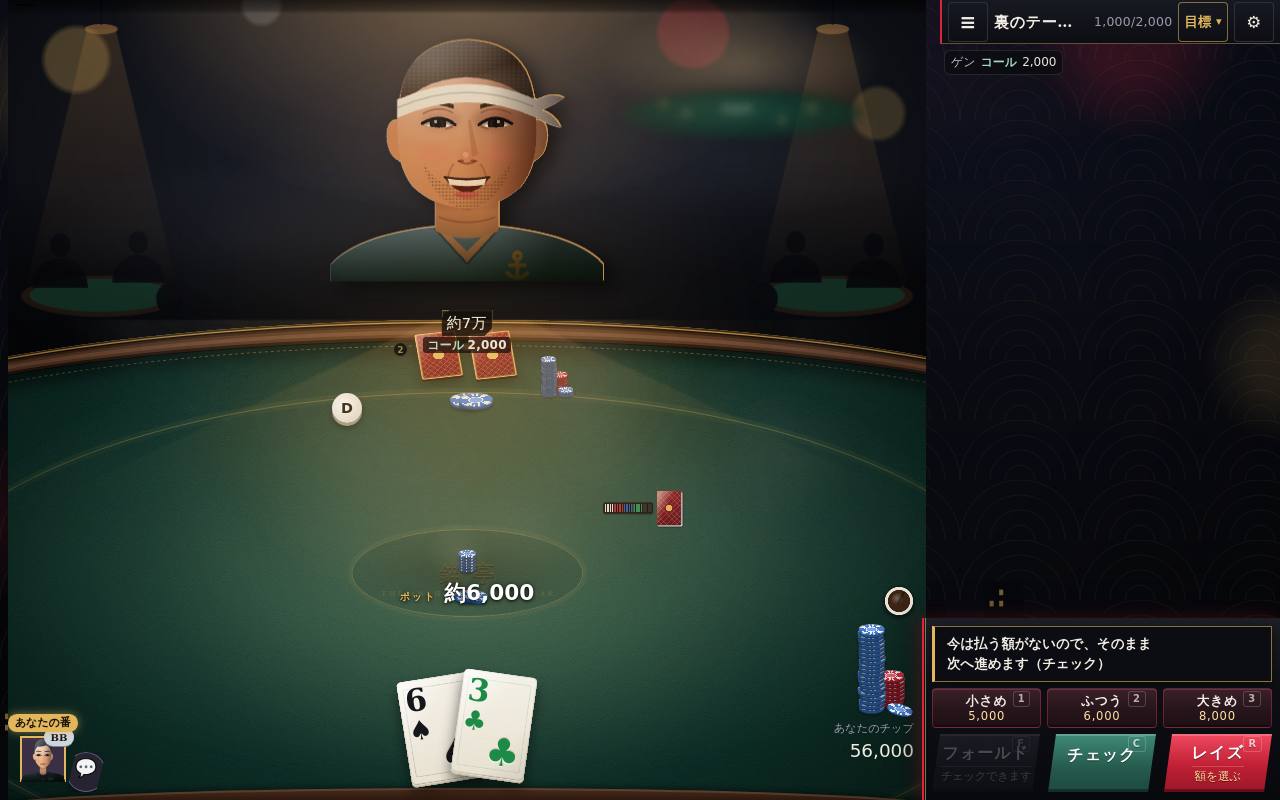 裏のテー…
1,000/2,000
目標 ▾
ゲン コール 2,000
約7万
2
コール 2,000
D
ポット 約6,000
あなたのチップ
56,000
あなたの番
BB
6
3
今は払う額がないので、そのまま
次へ進めます（チェック）
小さめ 1
5,000
ふつう 2
6,000
大きめ 3
8,000
フォールド F
チェックできます
チェック C
レイズ R
額を選ぶ